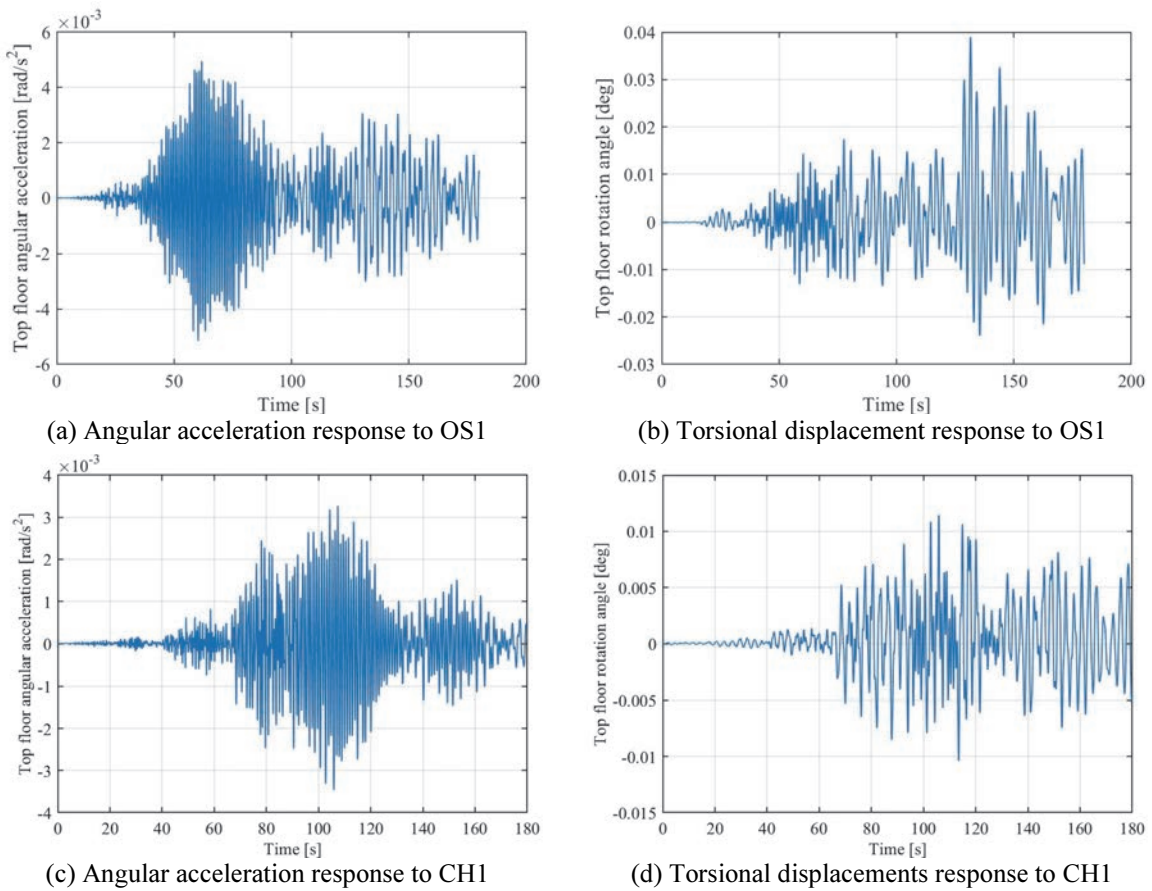 ×10⁻³
6
4
2
0
-2
-4
-6
0 50 100 150 200
Top floor angular acceleration [rad/s²]
Time [s]
(a) Angular acceleration response to OS1
0.04
0.03
0.02
0.01
0
-0.01
-0.02
-0.03
0 50 100 150 200
Top floor rotation angle [deg]
Time [s]
(b) Torsional displacement response to OS1
×10⁻³
4
3
2
1
0
-1
-2
-3
-4
0 20 40 60 80 100 120 140 160 180
Top floor angular acceleration [rad/s²]
Time [s]
(c) Angular acceleration response to CH1
0.015
0.01
0.005
0
-0.005
-0.01
-0.015
0 20 40 60 80 100 120 140 160 180
Top floor rotation angle [deg]
Time [s]
(d) Torsional displacements response to CH1